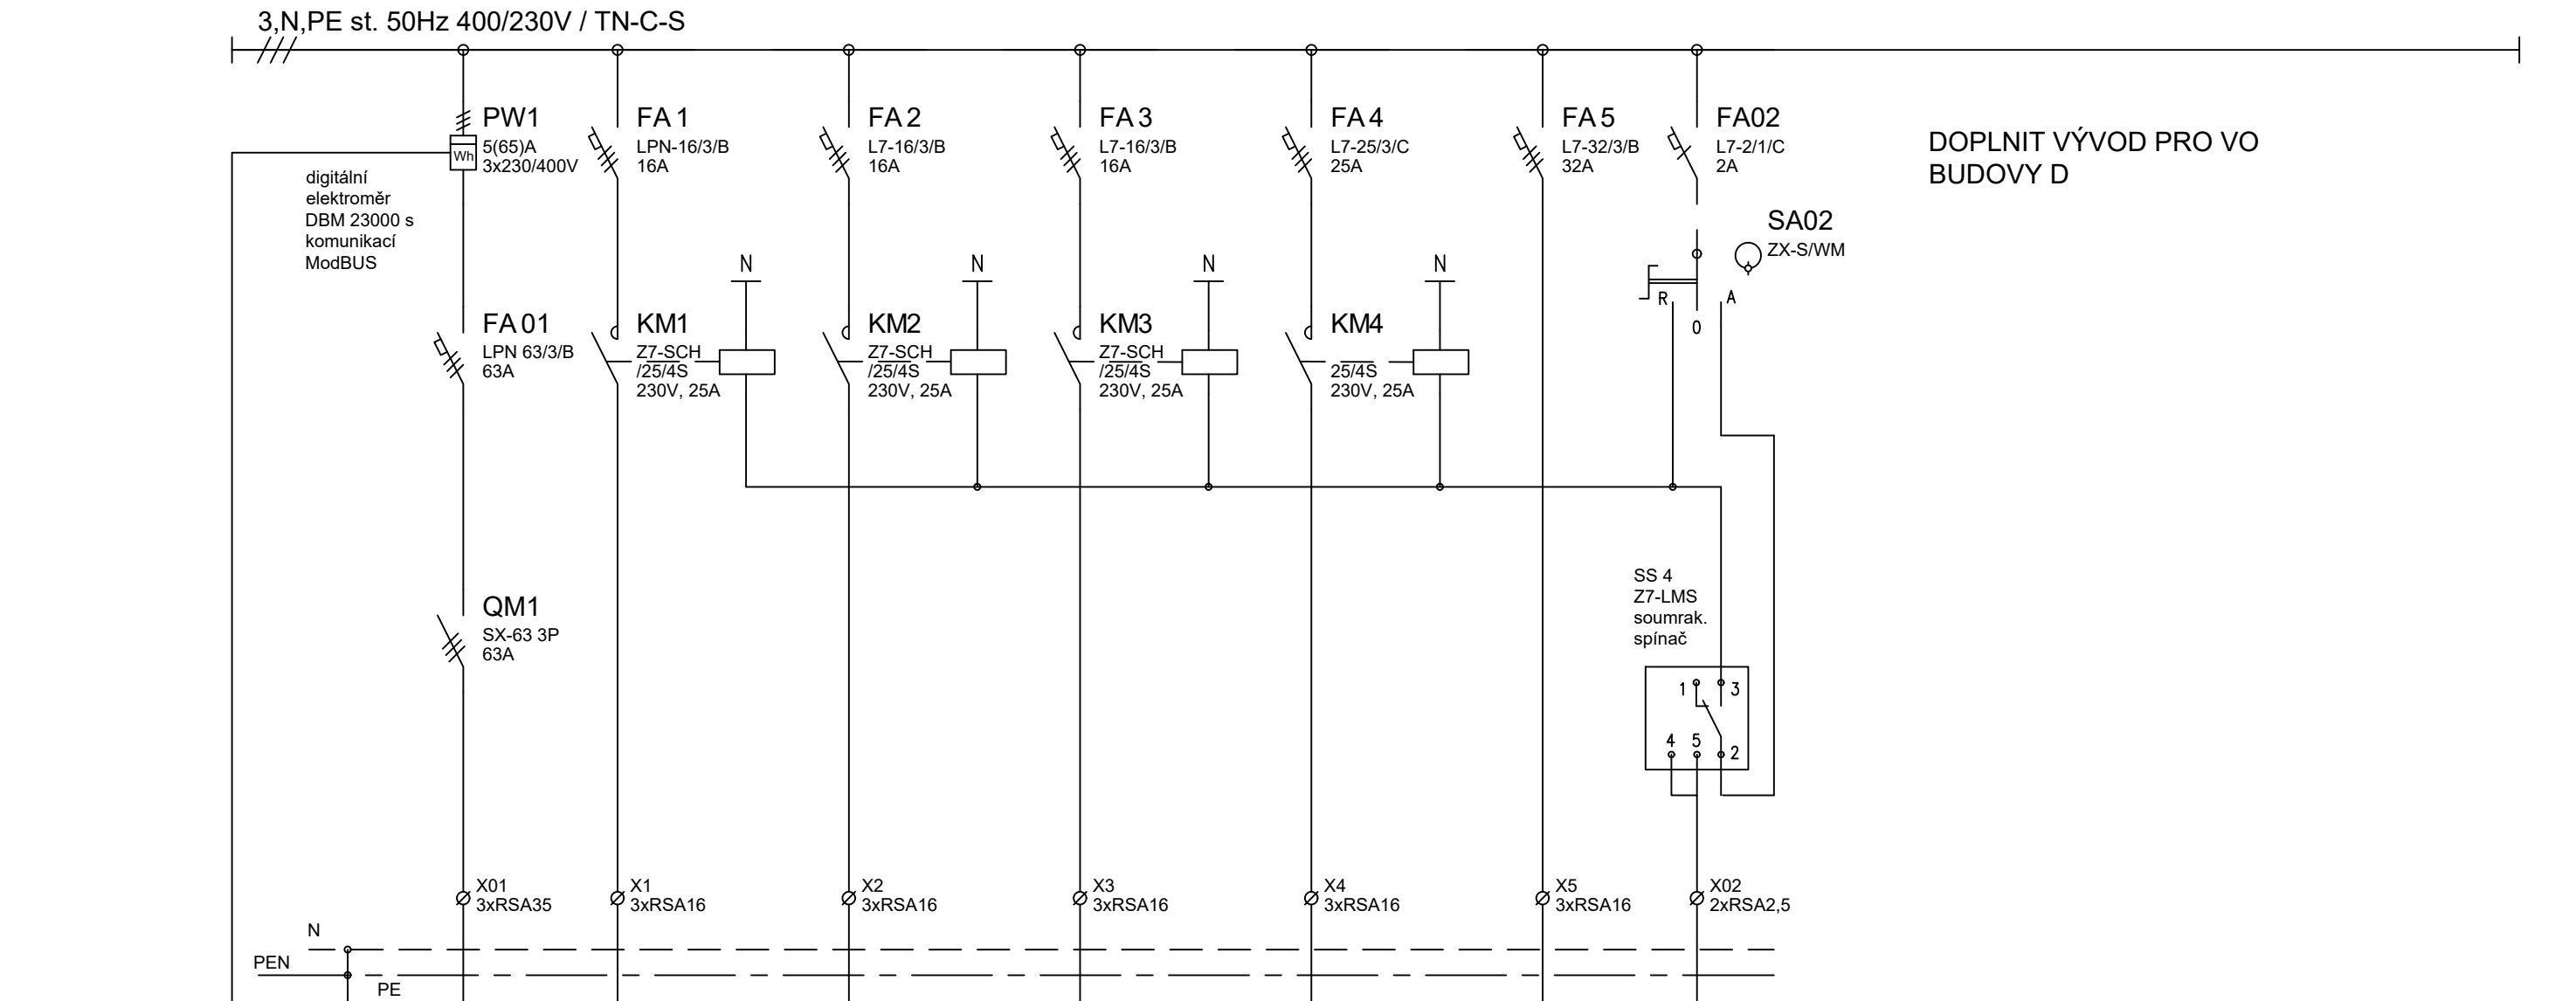 3,N,PE st. 50Hz 400/230V / TN-C-S
PW1
5(65)A
3x230/400V
Wh
digitální
elektroměr
DBM 23000 s
komunikací
ModBUS
FA 01
LPN 63/3/B
63A
QM1
SX-63 3P
63A
X01
3xRSA35
FA 1
LPN-16/3/B
16A
KM1
Z7-SCH
/25/4S
230V, 25A
N
X1
3xRSA16
FA 2
L7-16/3/B
16A
KM2
Z7-SCH
/25/4S
230V, 25A
N
X2
3xRSA16
FA 3
L7-16/3/B
16A
KM3
Z7-SCH
/25/4S
230V, 25A
N
X3
3xRSA16
FA 4
L7-25/3/C
25A
KM4
25/4S
230V, 25A
N
X4
3xRSA16
FA 5
L7-32/3/B
32A
X5
3xRSA16
FA02
L7-2/1/C
2A
SA02
ZX-S/WM
R
A
0
SS 4
Z7-LMS
soumrak.
spínač
1
3
4
5
2
X02
2xRSA2,5
DOPLNIT VÝVOD PRO VO
BUDOVY D
N
PEN
PE